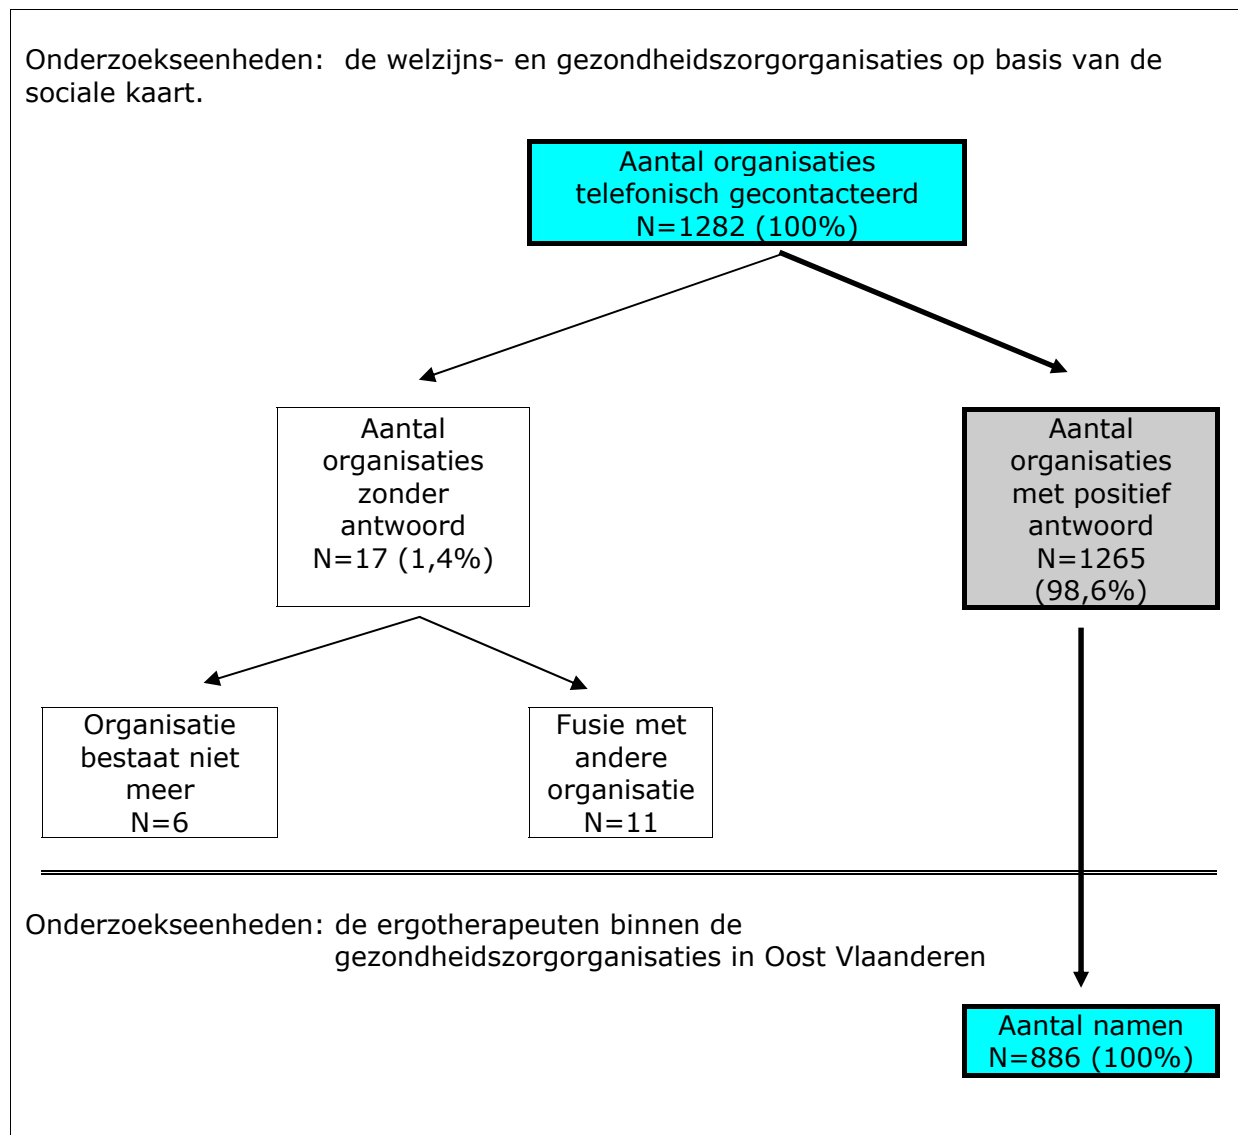 Onderzoekseenheden: de welzijns- en gezondheidszorgorganisaties op basis van de
sociale kaart.
Aantal organisaties
telefonisch gecontacteerd
N=1282 (100%)
Aantal
organisaties
zonder
antwoord
N=17 (1,4%)
Aantal
organisaties
met positief
antwoord
N=1265
(98,6%)
Organisatie
bestaat niet
meer
N=6
Fusie met
andere
organisatie
N=11
Onderzoekseenheden: de ergotherapeuten binnen de
gezondheidszorgorganisaties in Oost Vlaanderen
Aantal namen
N=886 (100%)